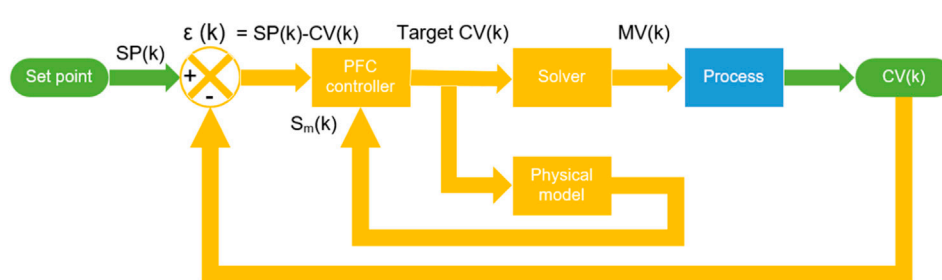 ε (k) = SP(k)-CV(k)
Target CV(k)
MV(k)
SP(k)
Set point
+
-
PFC
controller
Solver
Process
CV(k)
Sm(k)
Physical
model